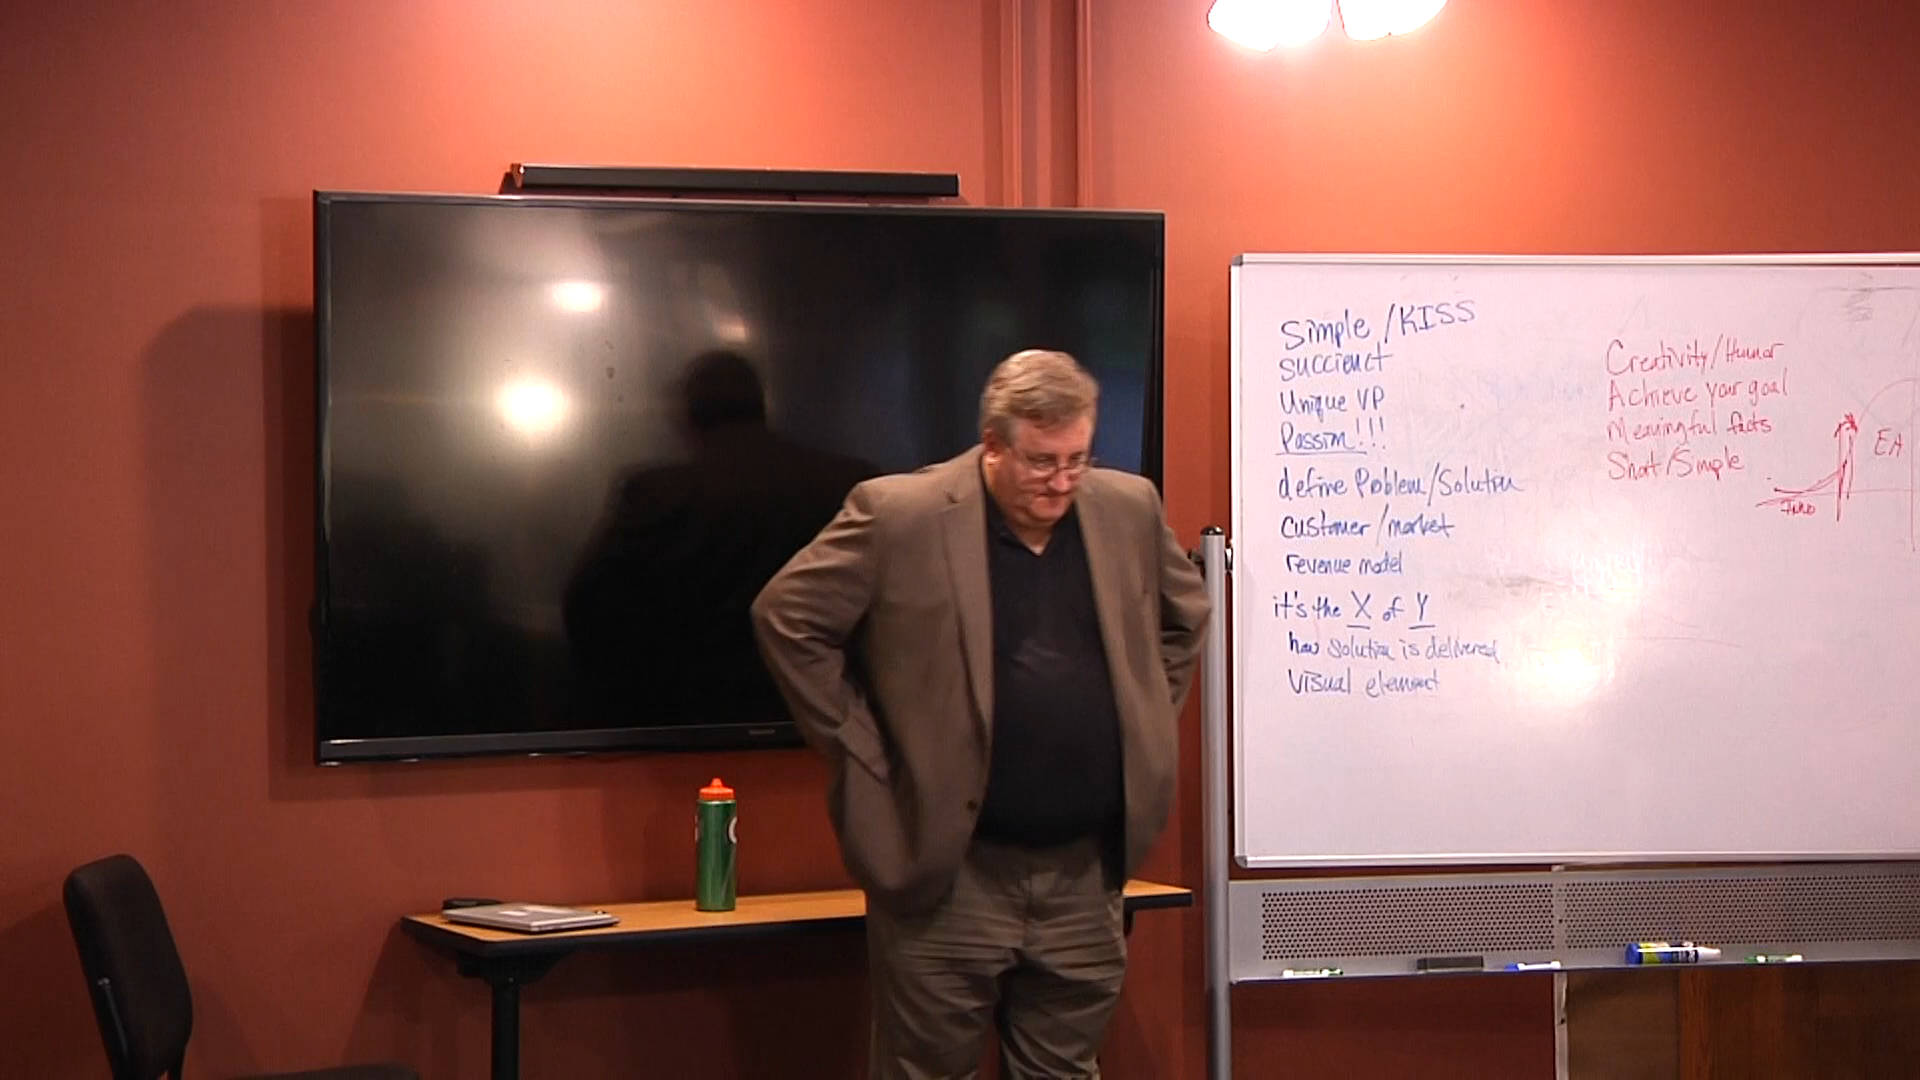 Simple/KISS
succienct
Unique VP
Passion!!!
define Problem/Solution
customer/market
revenue model
it's the X of Y
how solution is delivered
Visual element
Creativity/Humor
Achieve your goal
Meaningful facts
Short/Simple
EA